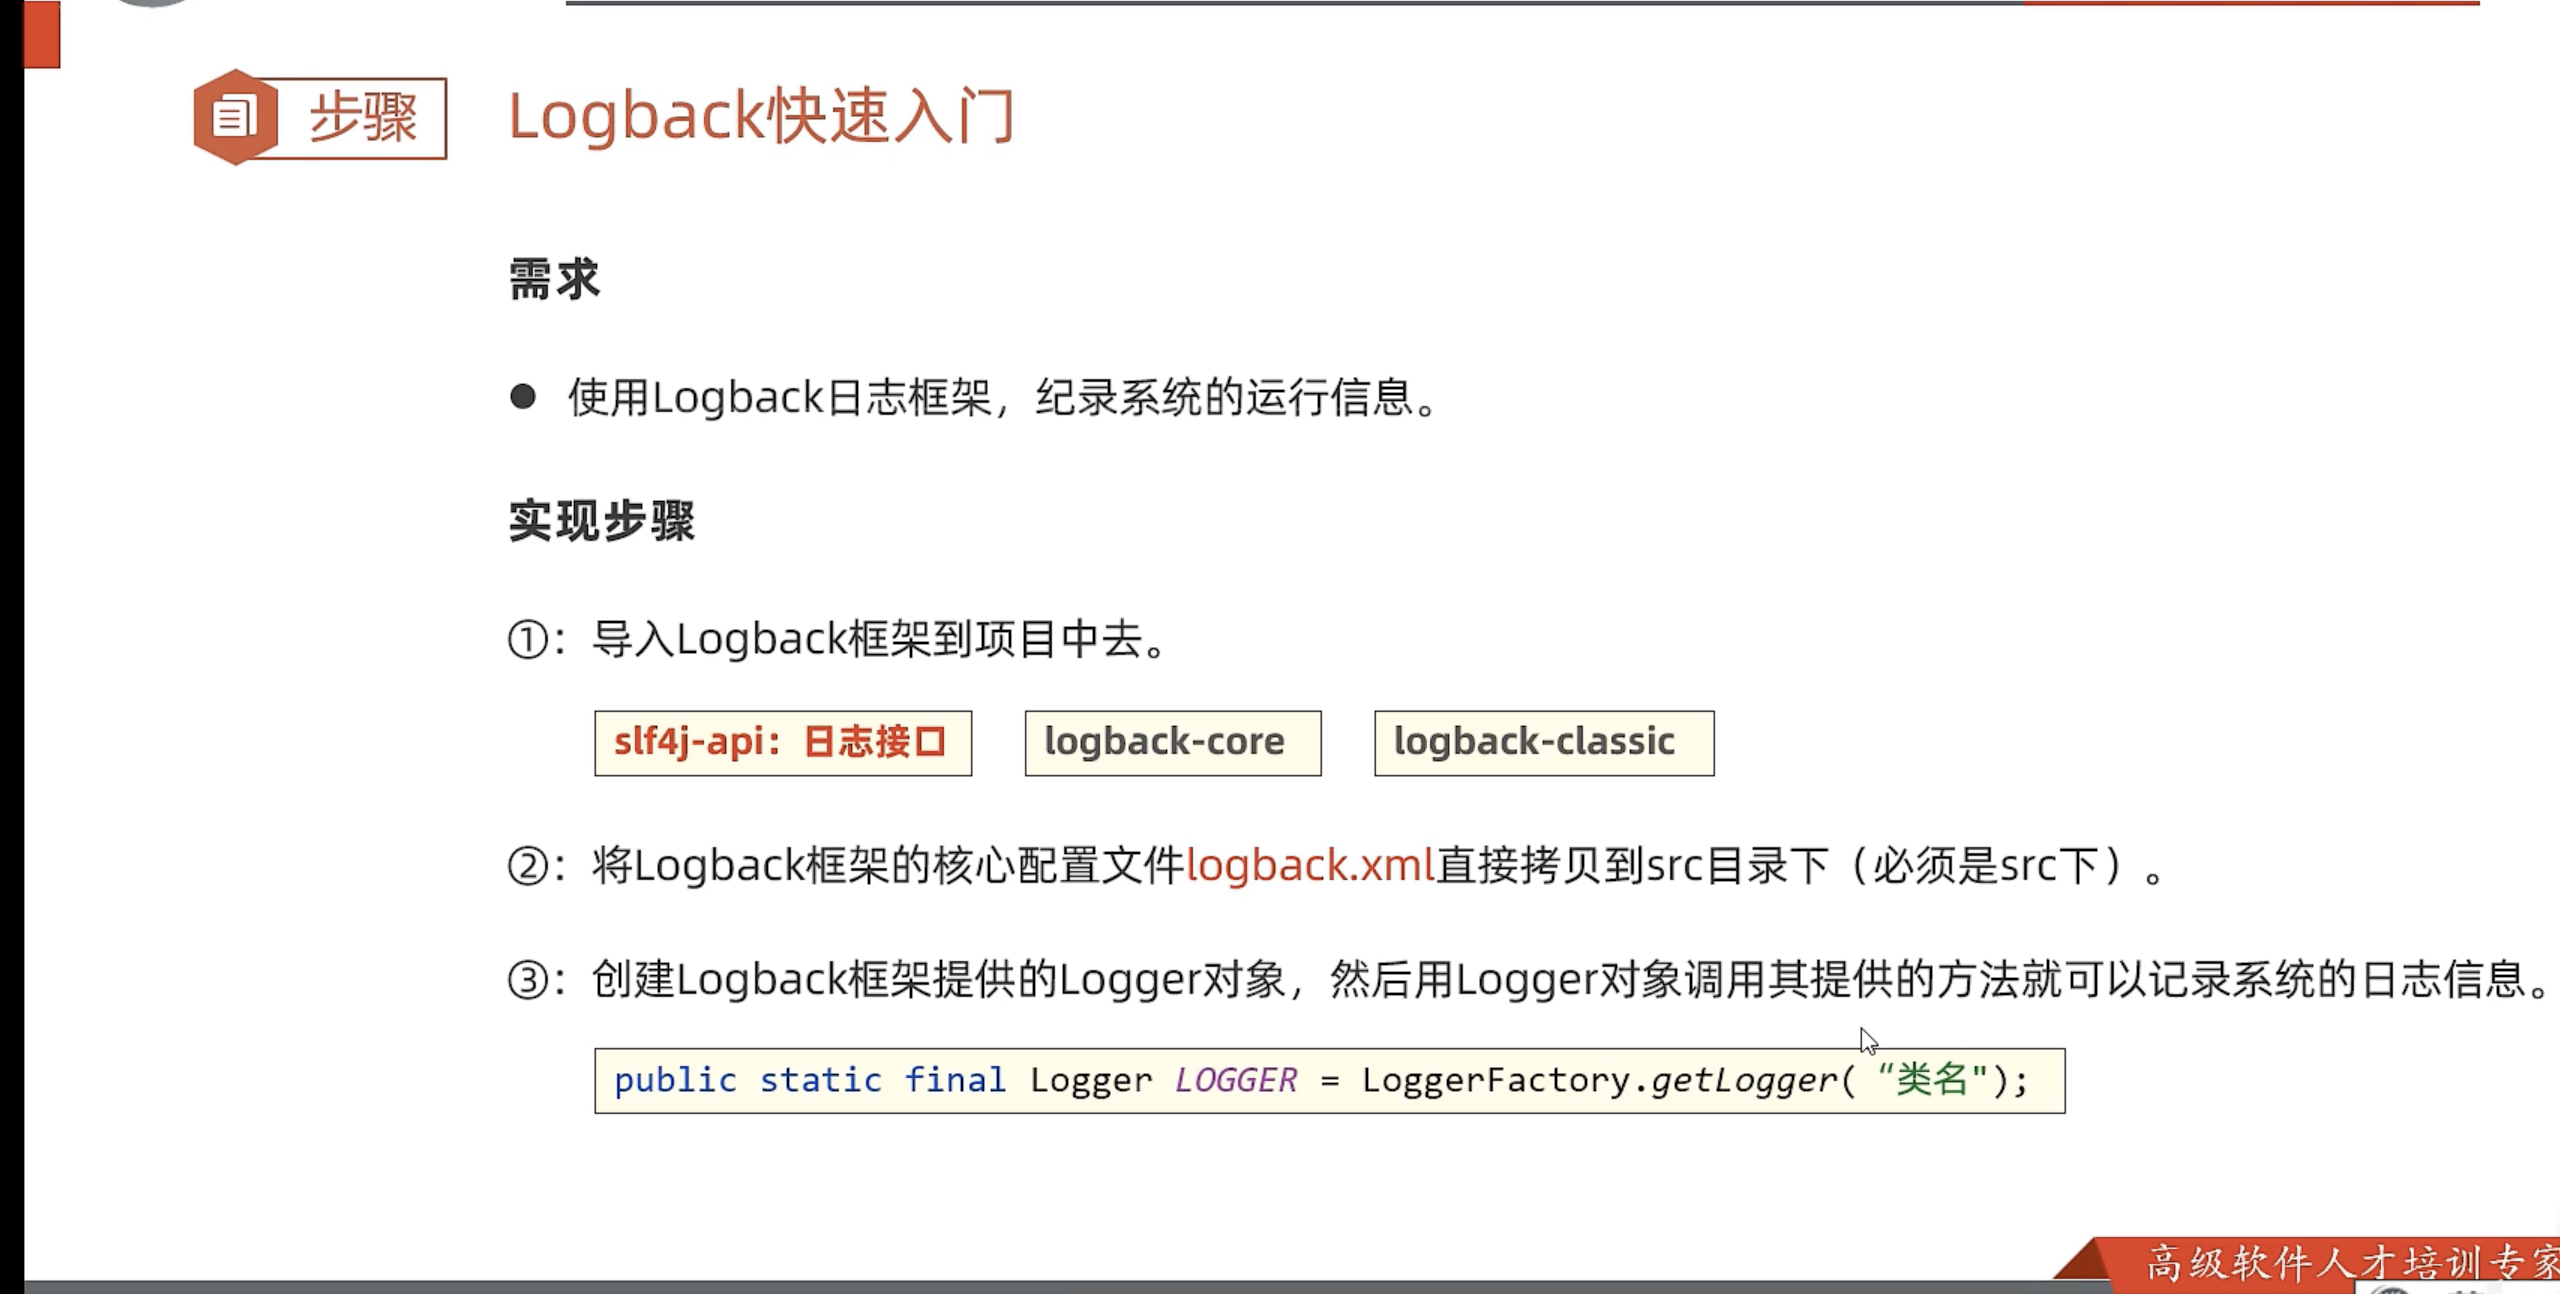 步骤
Logback快速入门
需求
● 使用Logback日志框架，纪录系统的运行信息。
实现步骤
①：导入Logback框架到项目中去。
slf4j-api：日志接口
logback-core
logback-classic
②：将Logback框架的核心配置文件logback.xml直接拷贝到src目录下（必须是src下）。
③：创建Logback框架提供的Logger对象，然后用Logger对象调用其提供的方法就可以记录系统的日志信息。
public static final Logger LOGGER = LoggerFactory.getLogger( “类名");
高级软件人才培训专家